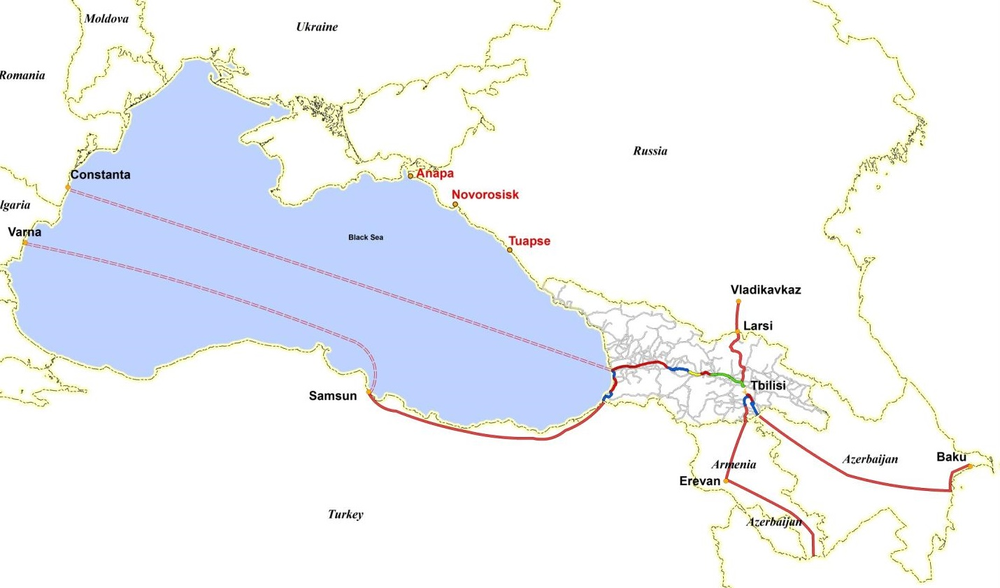 Moldova
Ukraine
Romania
Russia
Constanta
Anapa
Novorosisk
lgaria
Varna
Black Sea
Tuapse
Vladikavkaz
Larsi
Tbilisi
Samsun
Azerbaijan
Baku
Armenia
Erevan
Turkey
Azerbaijan